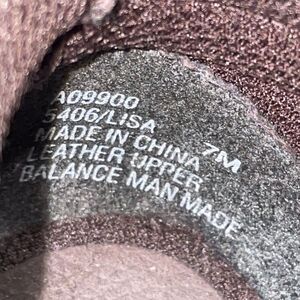 A09900
5406/LISA 7M
MADE IN CHINA
LEATHER UPPER
BALANCE MAN MADE